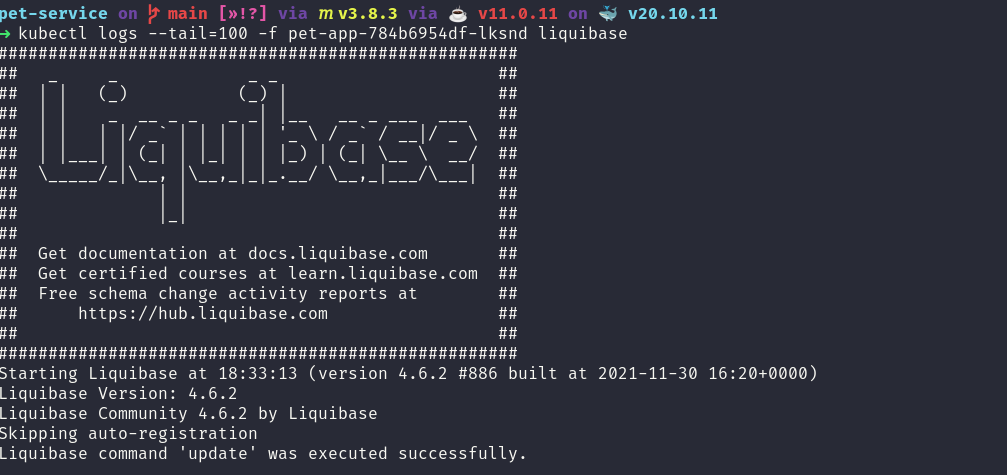 pet-service on main [»!?] via m v3.8.3 via ☕ v11.0.11 on 🐳 v20.10.11
➜ kubectl logs --tail=100 -f pet-app-784b6954df-lksnd liquibase
####################################################
##   _     _             _ _                      ##
##  | |   (_)           (_) |                     ##
##  | |    _  __ _ _   _ _| |__   __ _ ___  ___   ##
##  | |   | |/ _` | | | | | '_ \ / _` / __|/ _ \  ##
##  | |___| | (_| | |_| | | |_) | (_| \__ \  __/  ##
##  \_____/_|\__, |\__,_|_|_.__/ \__,_|___/\___|  ##
##              | |                               ##
##              |_|                               ##
##                                                ##
##  Get documentation at docs.liquibase.com       ##
##  Get certified courses at learn.liquibase.com  ##
##  Free schema change activity reports at        ##
##      https://hub.liquibase.com                 ##
##                                                ##
####################################################
Starting Liquibase at 18:33:13 (version 4.6.2 #886 built at 2021-11-30 16:20+0000)
Liquibase Version: 4.6.2
Liquibase Community 4.6.2 by Liquibase
Skipping auto-registration
Liquibase command 'update' was executed successfully.